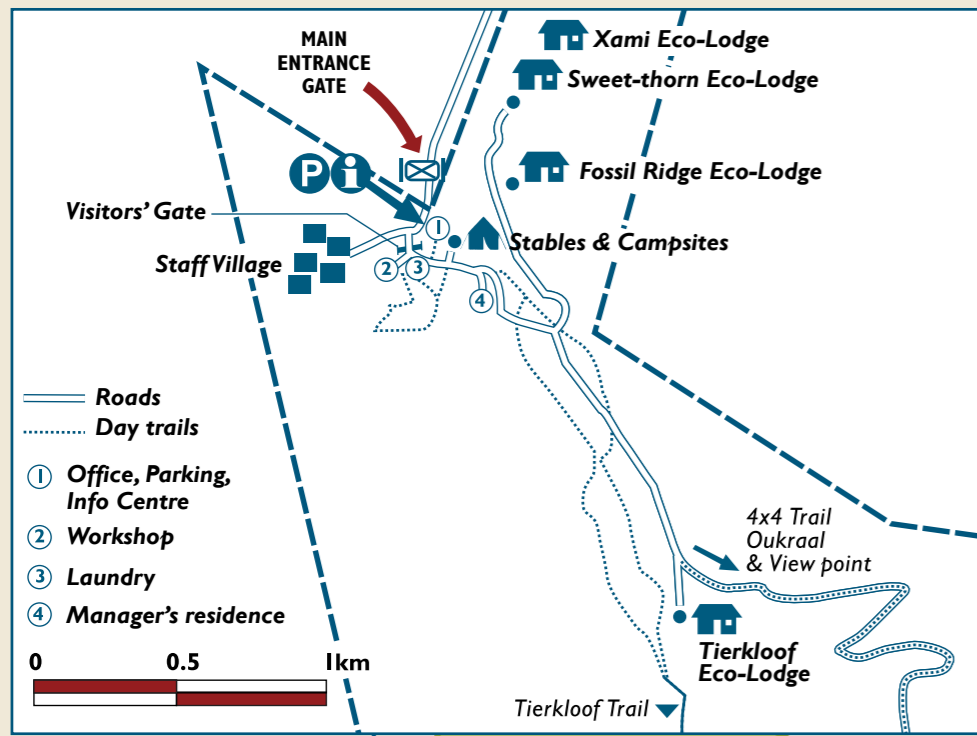 MAIN
ENTRANCE
GATE
Xami Eco-Lodge
Sweet-thorn Eco-Lodge
P
i
Fossil Ridge Eco-Lodge
Visitors' Gate
1
Stables & Campsites
Staff Village
2
3
4
Roads
Day trails
1 Office, Parking,
Info Centre
2 Workshop
3 Laundry
4 Manager's residence
4x4 Trail
Oukraal
& View point
0 0.5 1km
Tierkloof
Eco-Lodge
Tierkloof Trail